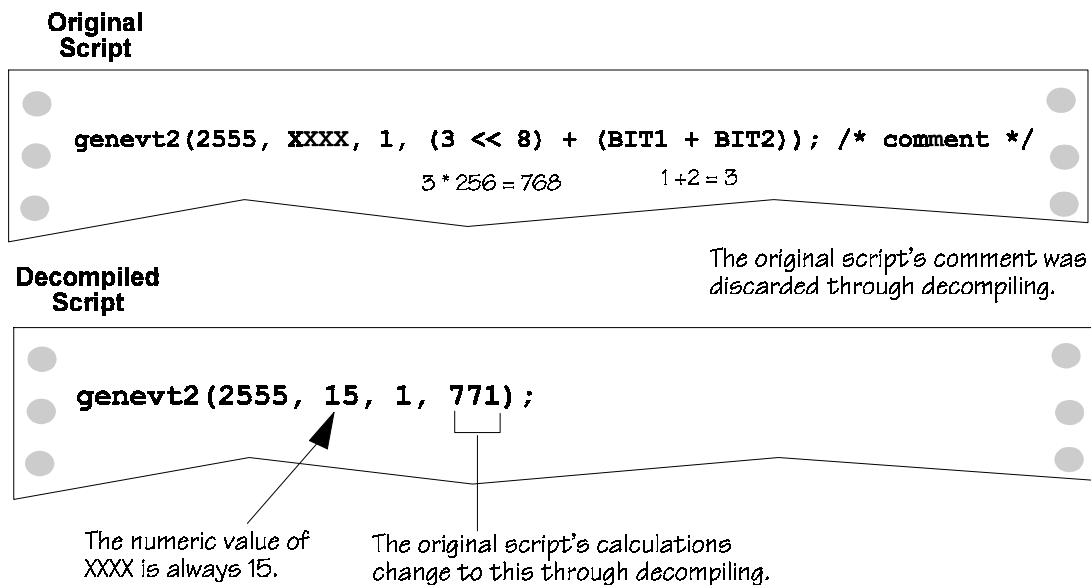 Original
Script
genevt2(2555, XXXX, 1, (3 << 8) + (BIT1 + BIT2)); /* comment */
3 * 256 = 768
1 +2 = 3
The original script's comment was
discarded through decompiling.
Decompiled
Script
genevt2(2555, 15, 1, 771);
The numeric value of
XXXX is always 15.
The original script's calculations
change to this through decompiling.